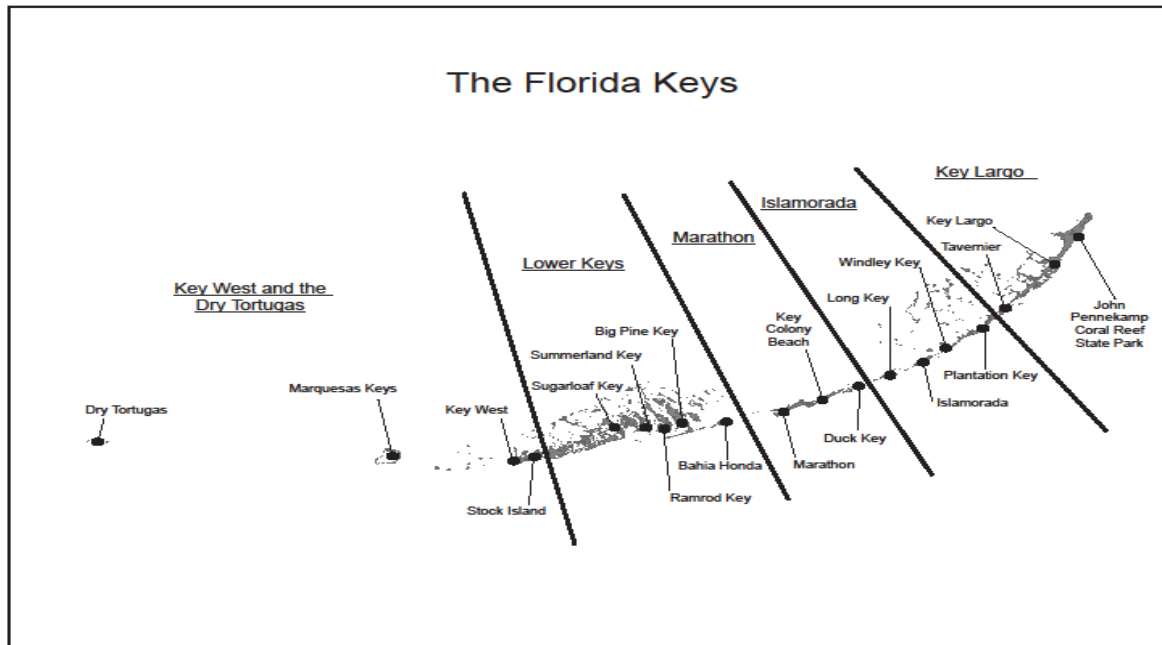 The Florida Keys
Key Largo
Islamorada
Key Largo
Marathon
Tavernier
Windley Key
Lower Keys
Key West and the
Dry Tortugas
Long Key
John
Pennekamp
Coral Reef
State Park
Key
Colony
Beach
Big Pine Key
Summerland Key
Plantation Key
Sugarloaf Key
Marquesas Keys
Islamorada
Dry Tortugas
Key West
Duck Key
Bahia Honda
Marathon
Ramrod Key
Stock Island